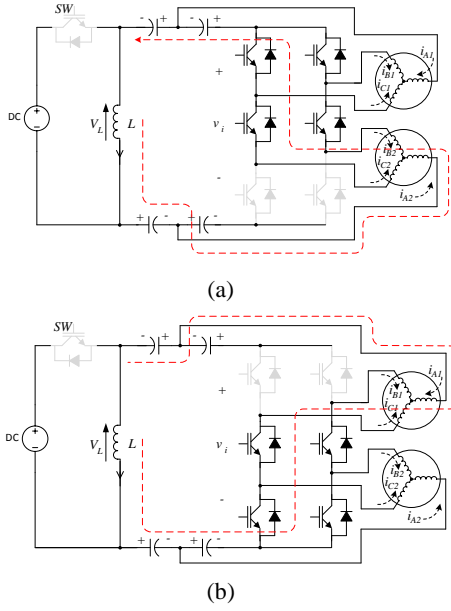 SW
- +
- +
i_A1
i_B1
i_C1
+
DC
+
-
V_L
L
v_i
i_B2
i_C2
-
i_A2
+ -
+ -
(a)
SW
- +
- +
i_A1
i_B1
i_C1
+
DC
+
-
V_L
L
v_i
i_B2
i_C2
-
i_A2
+ -
+ -
(b)